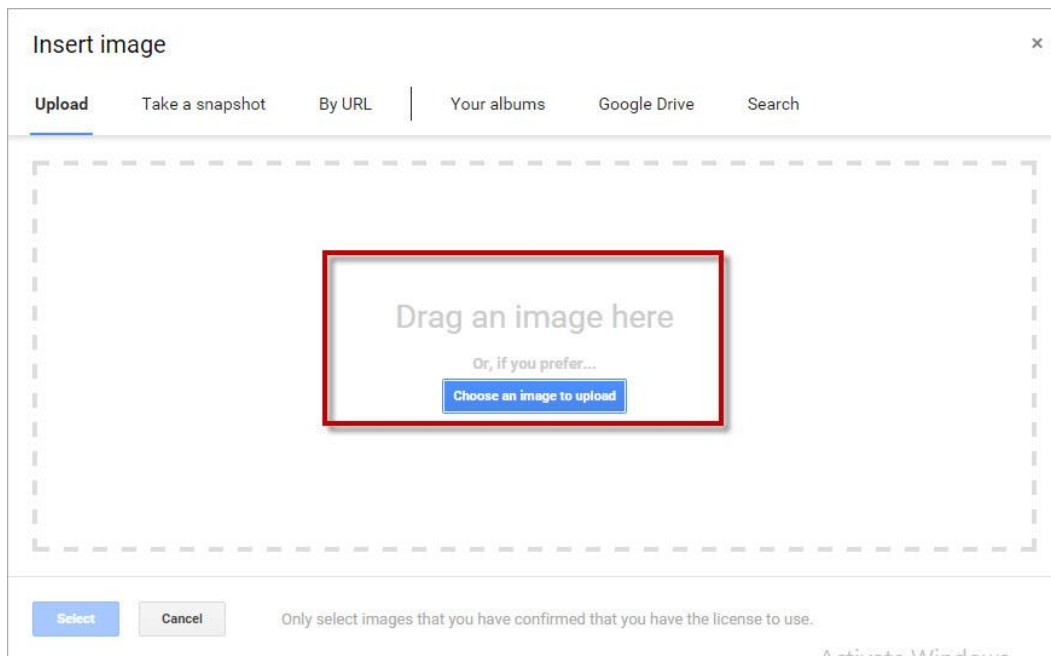 Insert image ×
Upload Take a snapshot By URL Your albums Google Drive Search
Drag an image here
Or, if you prefer...
Choose an image to upload
Select Cancel Only select images that you have confirmed that you have the license to use.
Activate Windows